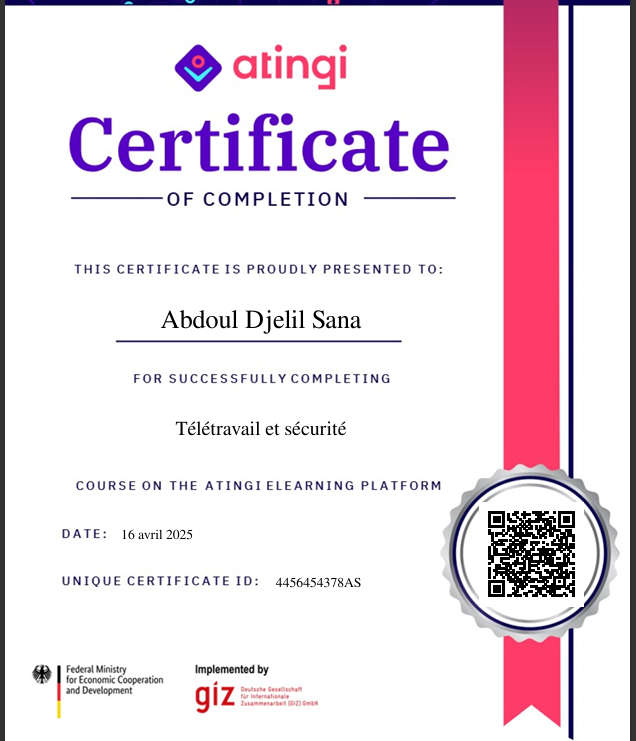 atingi
Certificate
OF COMPLETION
THIS CERTIFICATE IS PROUDLY PRESENTED TO:
Abdoul Djelil Sana
FOR SUCCESSFULLY COMPLETING
Télétravail et sécurité
COURSE ON THE ATINGI ELEARNING PLATFORM
DATE: 16 avril 2025
UNIQUE CERTIFICATE ID: 4456454378AS
Federal Ministry
for Economic Cooperation
and Development
Implemented by
giz
Deutsche Gesellschaft
für Internationale
Zusammenarbeit (GIZ) GmbH